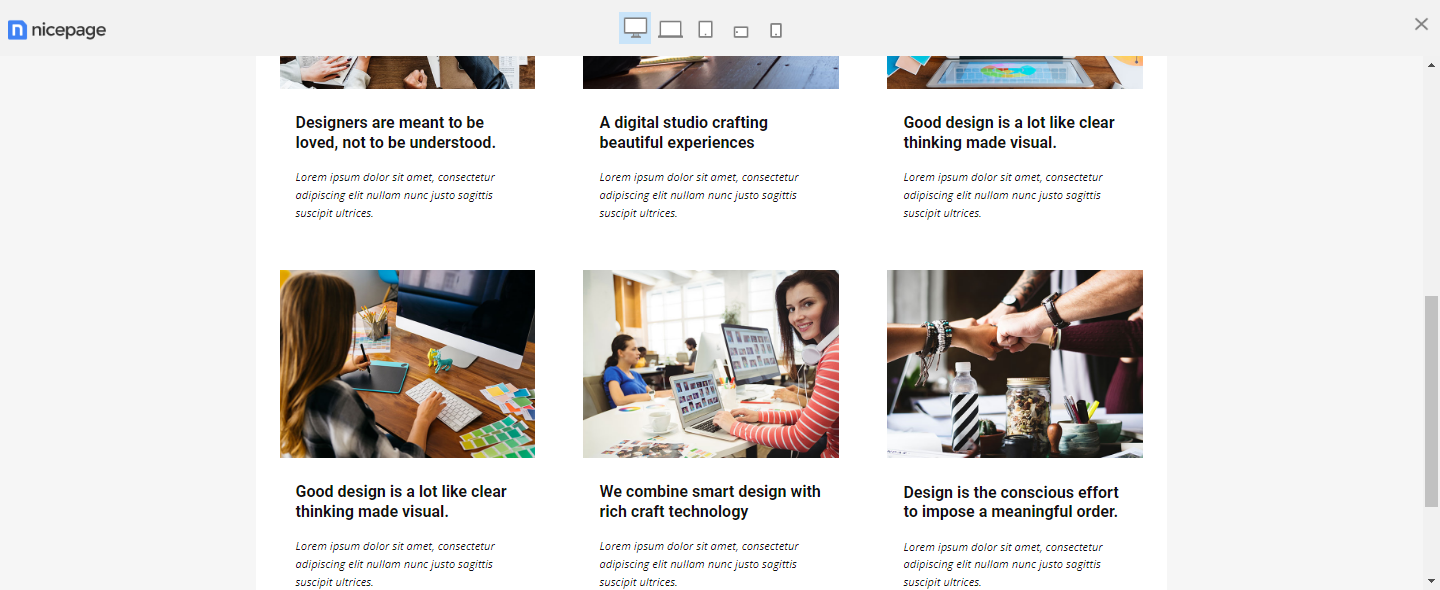 nicepage
Designers are meant to be
loved, not to be understood.
Lorem ipsum dolor sit amet, consectetur
adipiscing elit nullam nunc justo sagittis
suscipit ultrices.
A digital studio crafting
beautiful experiences
Lorem ipsum dolor sit amet, consectetur
adipiscing elit nullam nunc justo sagittis
suscipit ultrices.
Good design is a lot like clear
thinking made visual.
Lorem ipsum dolor sit amet, consectetur
adipiscing elit nullam nunc justo sagittis
suscipit ultrices.
Good design is a lot like clear
thinking made visual.
Lorem ipsum dolor sit amet, consectetur
adipiscing elit nullam nunc justo sagittis
suscipit ultrices.
We combine smart design with
rich craft technology
Lorem ipsum dolor sit amet, consectetur
adipiscing elit nullam nunc justo sagittis
suscipit ultrices.
Design is the conscious effort
to impose a meaningful order.
Lorem ipsum dolor sit amet, consectetur
adipiscing elit nullam nunc justo sagittis
suscipit ultrices.